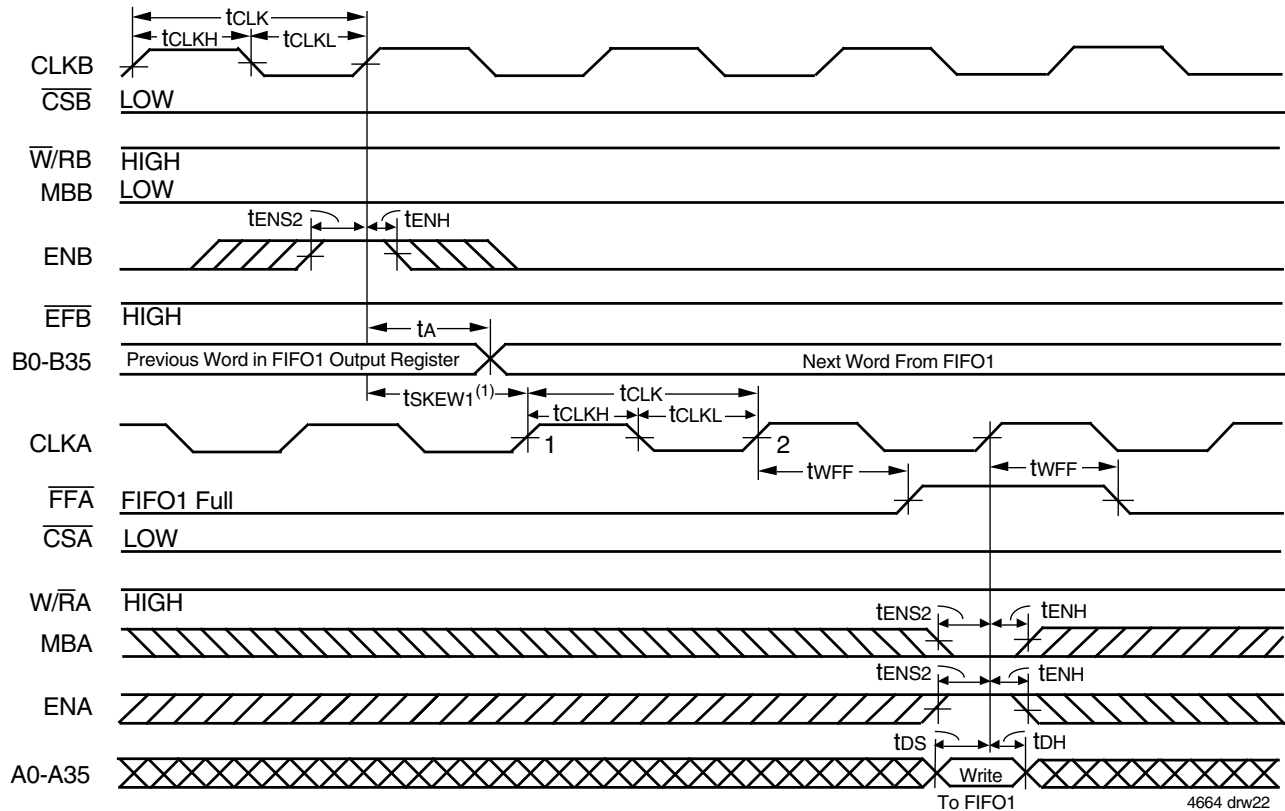 tCLK
tCLKH tCLKL
CLKB
CSB LOW
W/RB HIGH
MBB LOW
tENS2 tENH
ENB
EFB HIGH
tA
B0-B35 Previous Word in FIFO1 Output Register Next Word From FIFO1
tSKEW1(1) tCLK
tCLKH tCLKL
CLKA 1 2
tWFF tWFF
FFA FIFO1 Full
CSA LOW
W/RA HIGH
tENS2 tENH
MBA
tENS2 tENH
ENA
tDS tDH
A0-A35 Write
To FIFO1 4664 drw22